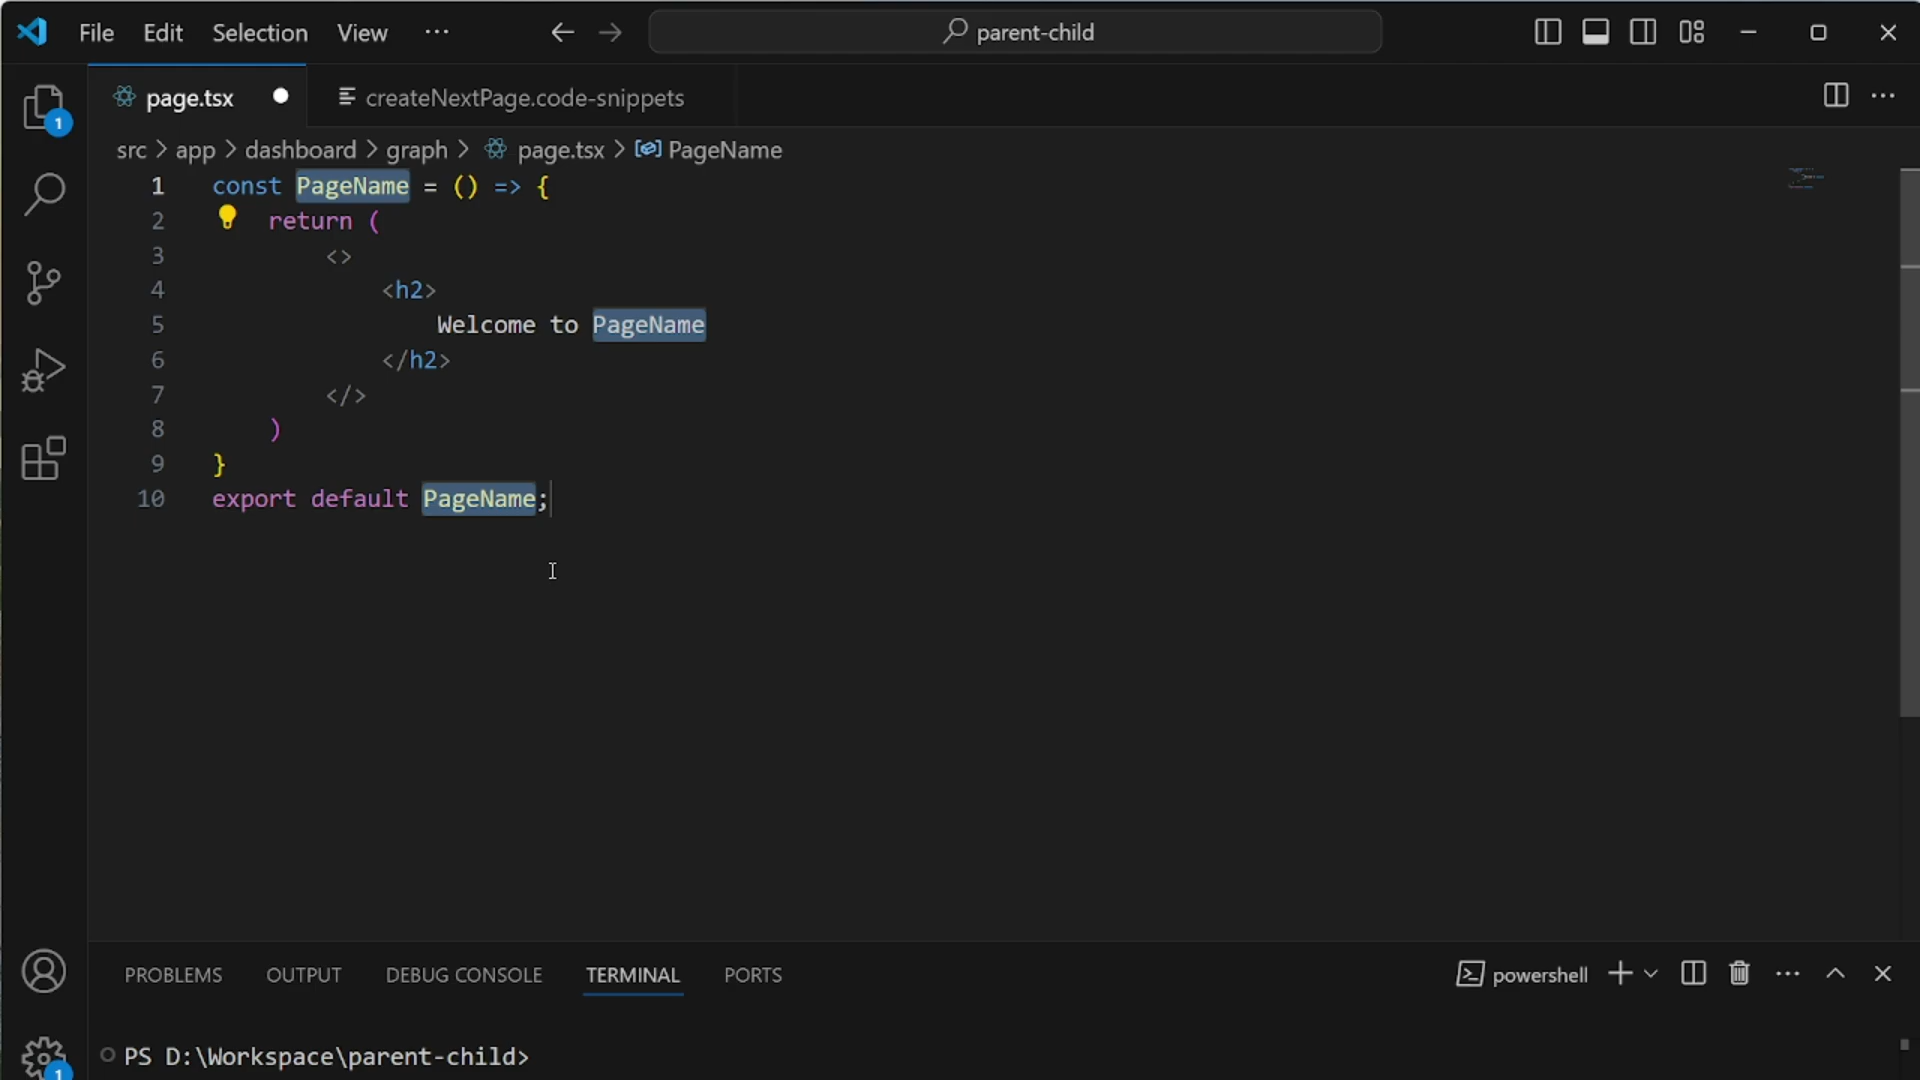 File Edit Selection View ··· parent-child
page.tsx createNextPage.code-snippets
src > app > dashboard > graph > page.tsx > PageName
1 const PageName = () => {
2 return (
3 <>
4 <h2>
5 Welcome to PageName
6 </h2>
7 </>
8 )
9 }
10 export default PageName;
1
PROBLEMS OUTPUT DEBUG CONSOLE TERMINAL PORTS powershell
PS D:\Workspace\parent-child>
1